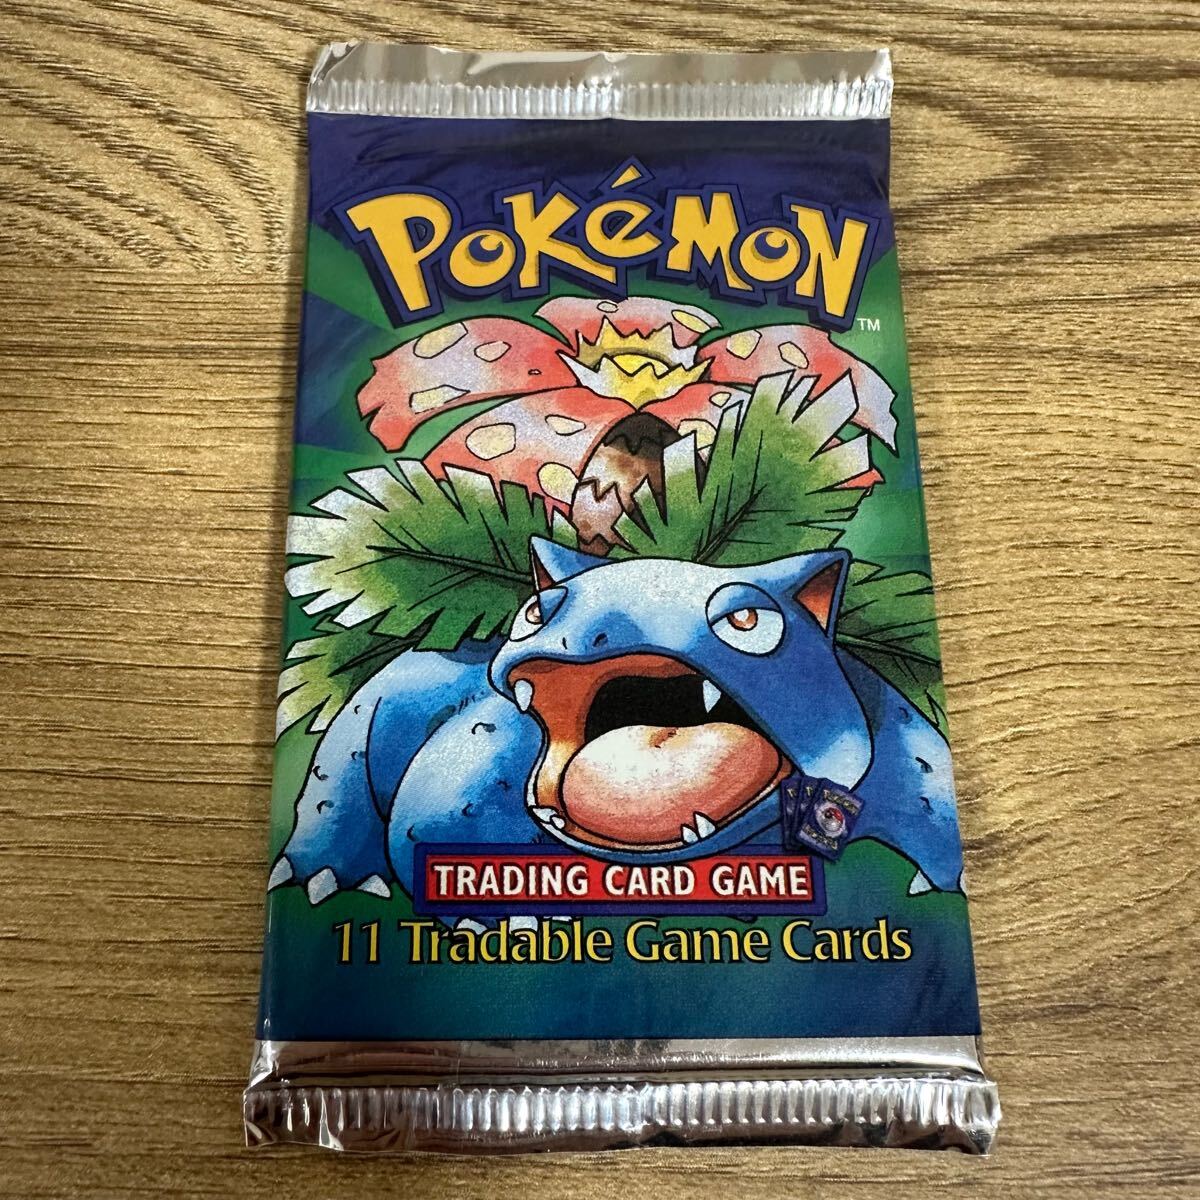 POKéMON
TM
TRADING CARD GAME
11 Tradable Game Cards